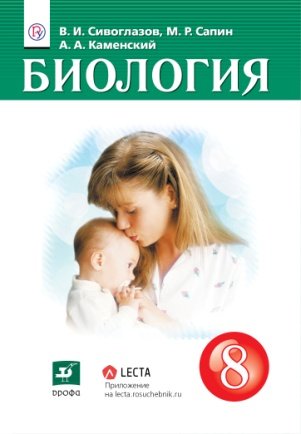 В. И. Сивоглазов, М. Р. Сапин
А. А. Каменский
БИОЛОГИЯ
8
дрофа
LECTA
Приложение
на lecta.rosuchebnik.ru